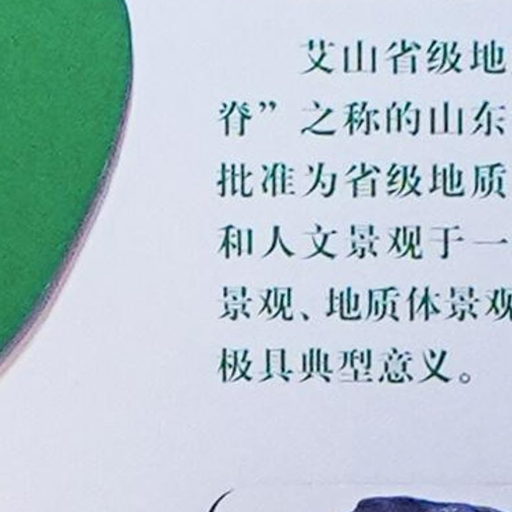 艾山省级地
脊”之称的山东
批准为省级地质
和人文景观于一
景观、地质体景观
极具典型意义。